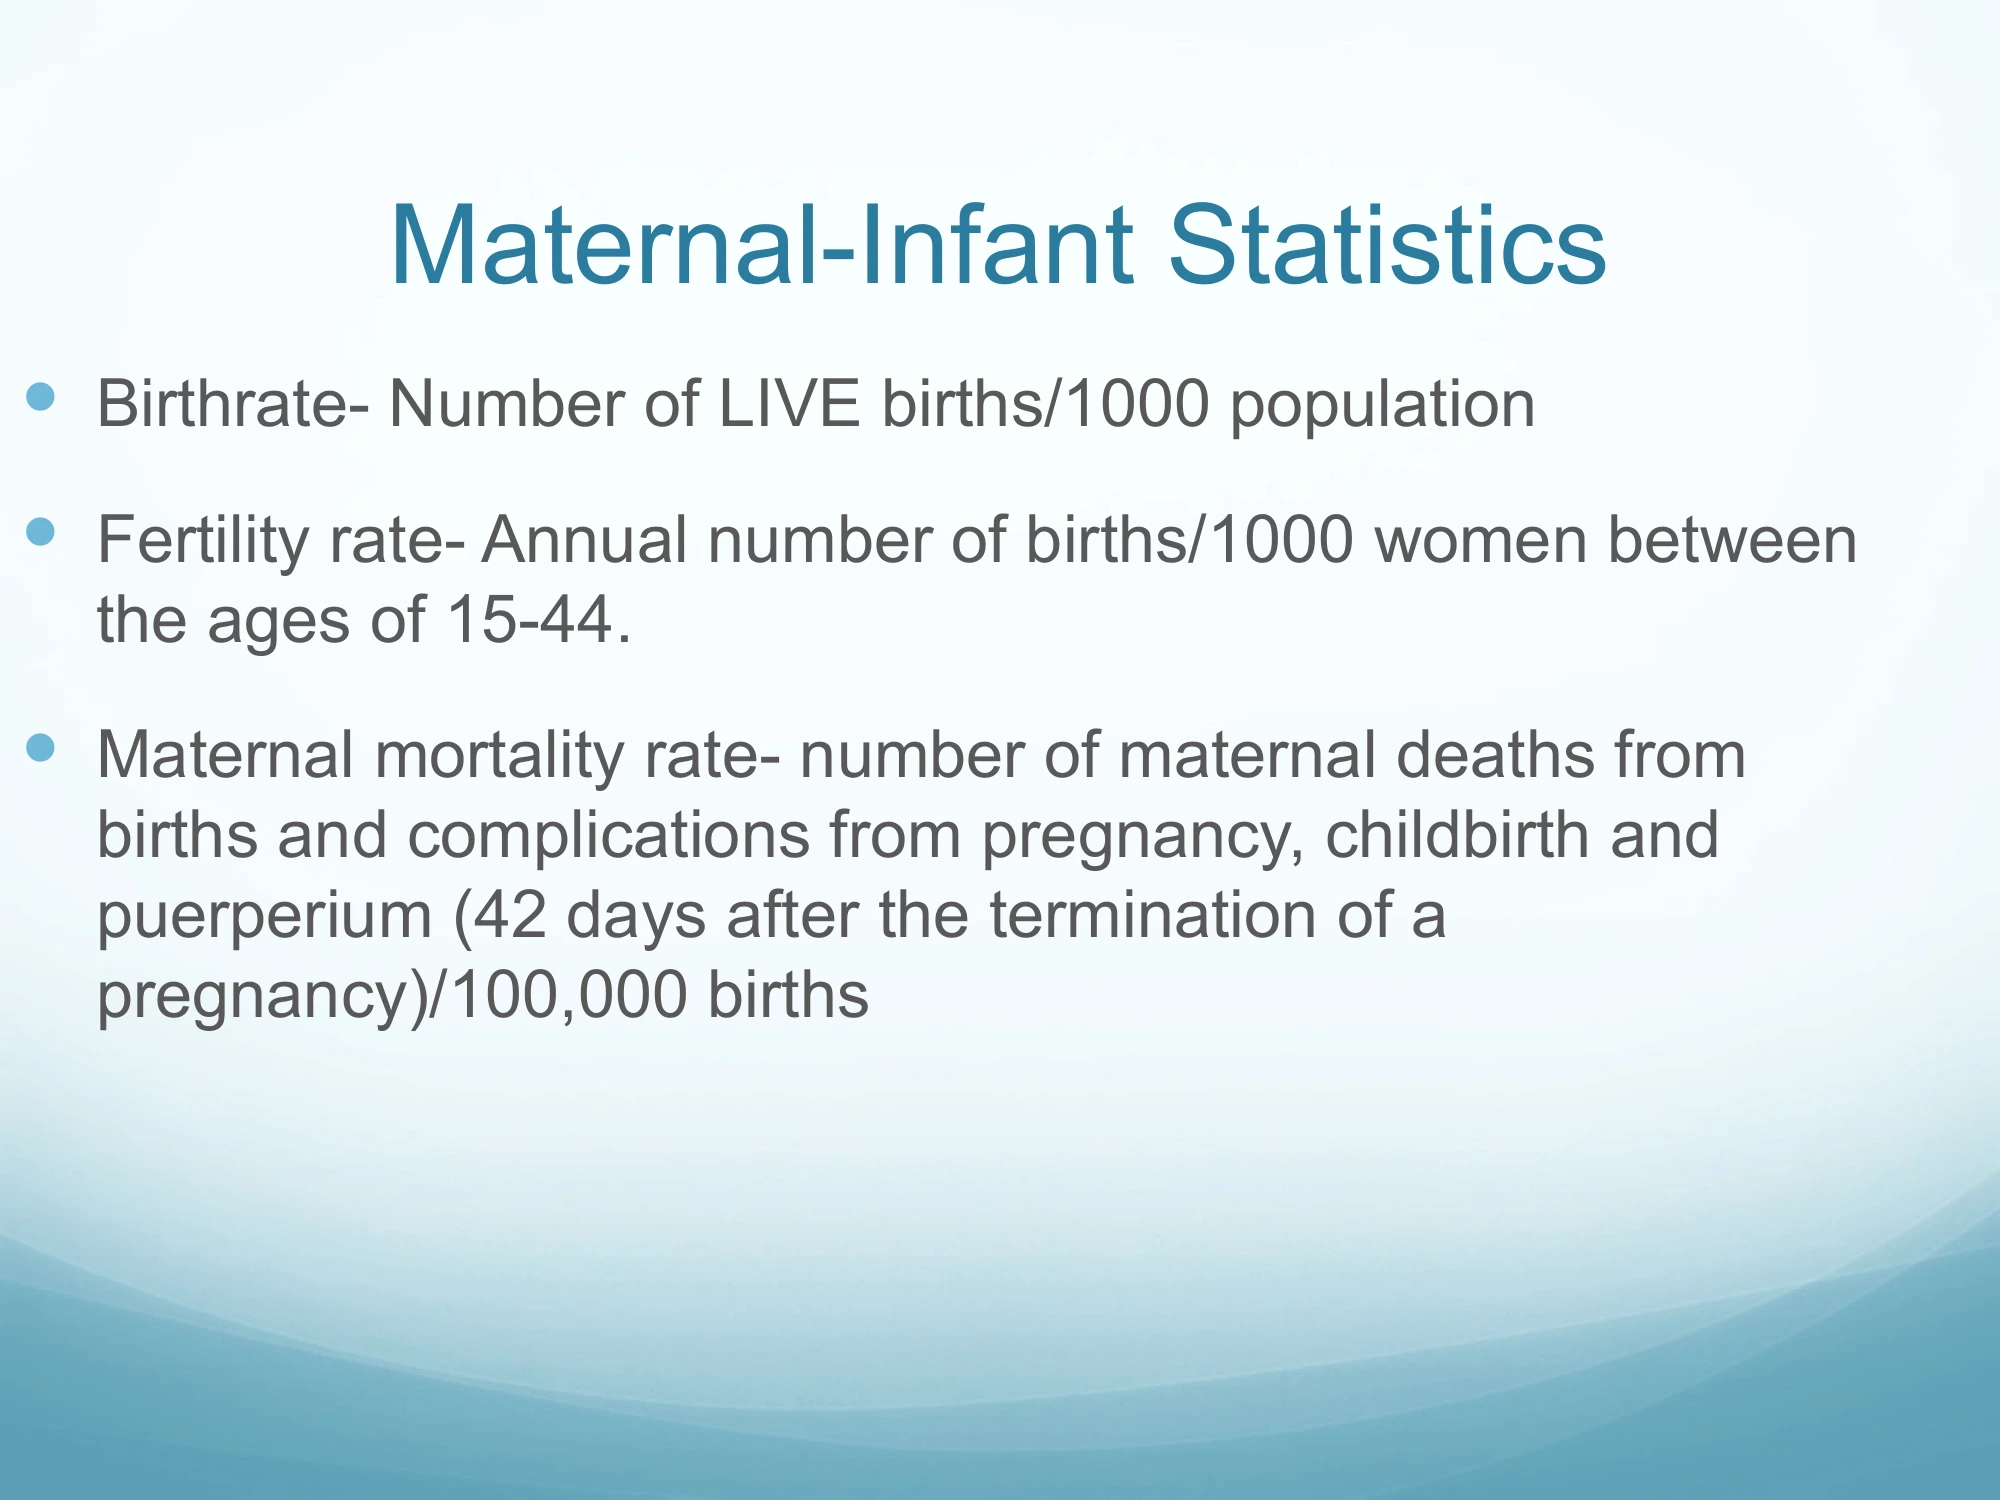 Maternal-Infant Statistics
• Birthrate- Number of LIVE births/1000 population
• Fertility rate- Annual number of births/1000 women between
the ages of 15-44.
• Maternal mortality rate- number of maternal deaths from
births and complications from pregnancy, childbirth and
puerperium (42 days after the termination of a
pregnancy)/100,000 births